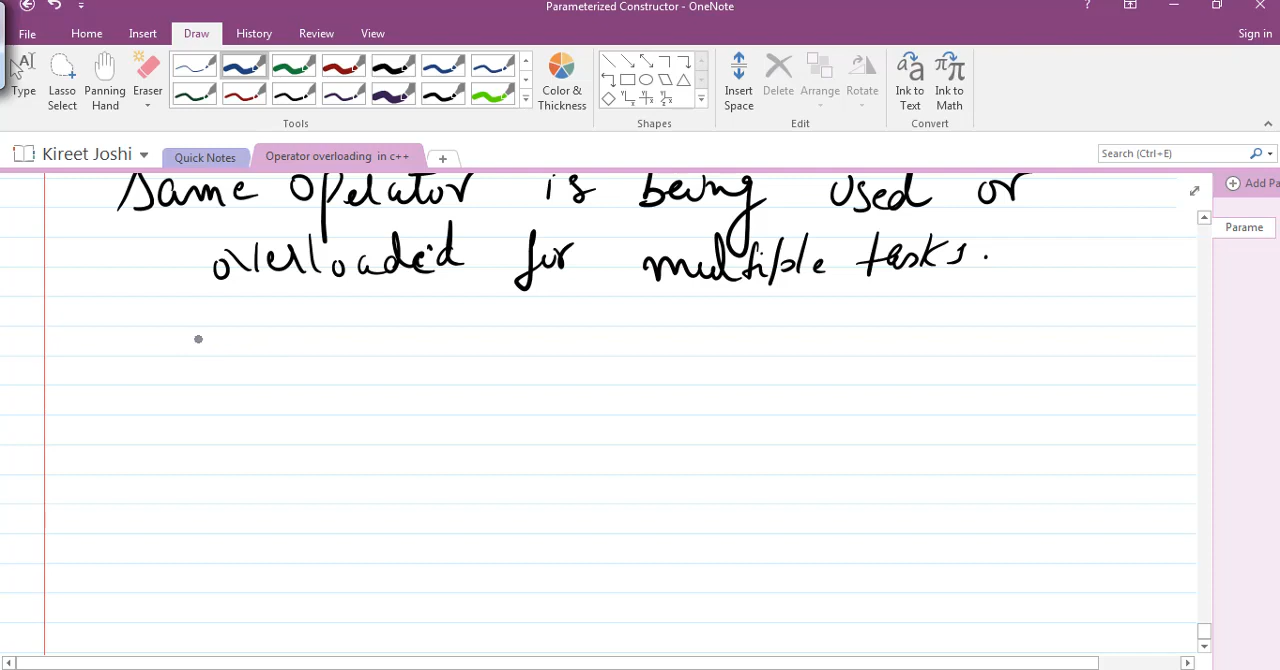 Parameterized Constructor - OneNote
File Home Insert Draw History Review View Sign in
Type
Lasso Select
Panning Hand
Eraser
Color & Thickness
Insert Space
Delete
Arrange
Rotate
Ink to Text
Ink to Math
Tools Shapes Edit Convert
Kireet Joshi Quick Notes Operator overloading in c++ Search (Ctrl+E)
Add Pa
Parame
Same operator is being used or
overloaded for multiple tasks.